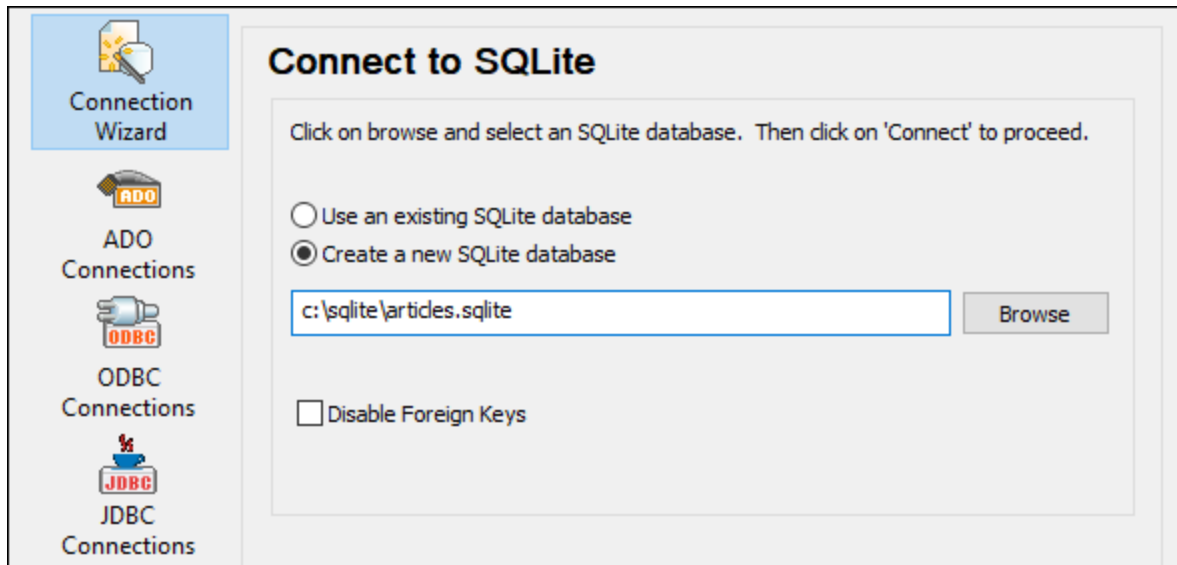 Connection
Wizard
ADO
ADO
Connections
ODBC
ODBC
Connections
JDBC
JDBC
Connections
Connect to SQLite
Click on browse and select an SQLite database.  Then click on 'Connect' to proceed.
Use an existing SQLite database
Create a new SQLite database
c:\sqlite\articles.sqlite
Browse
Disable Foreign Keys